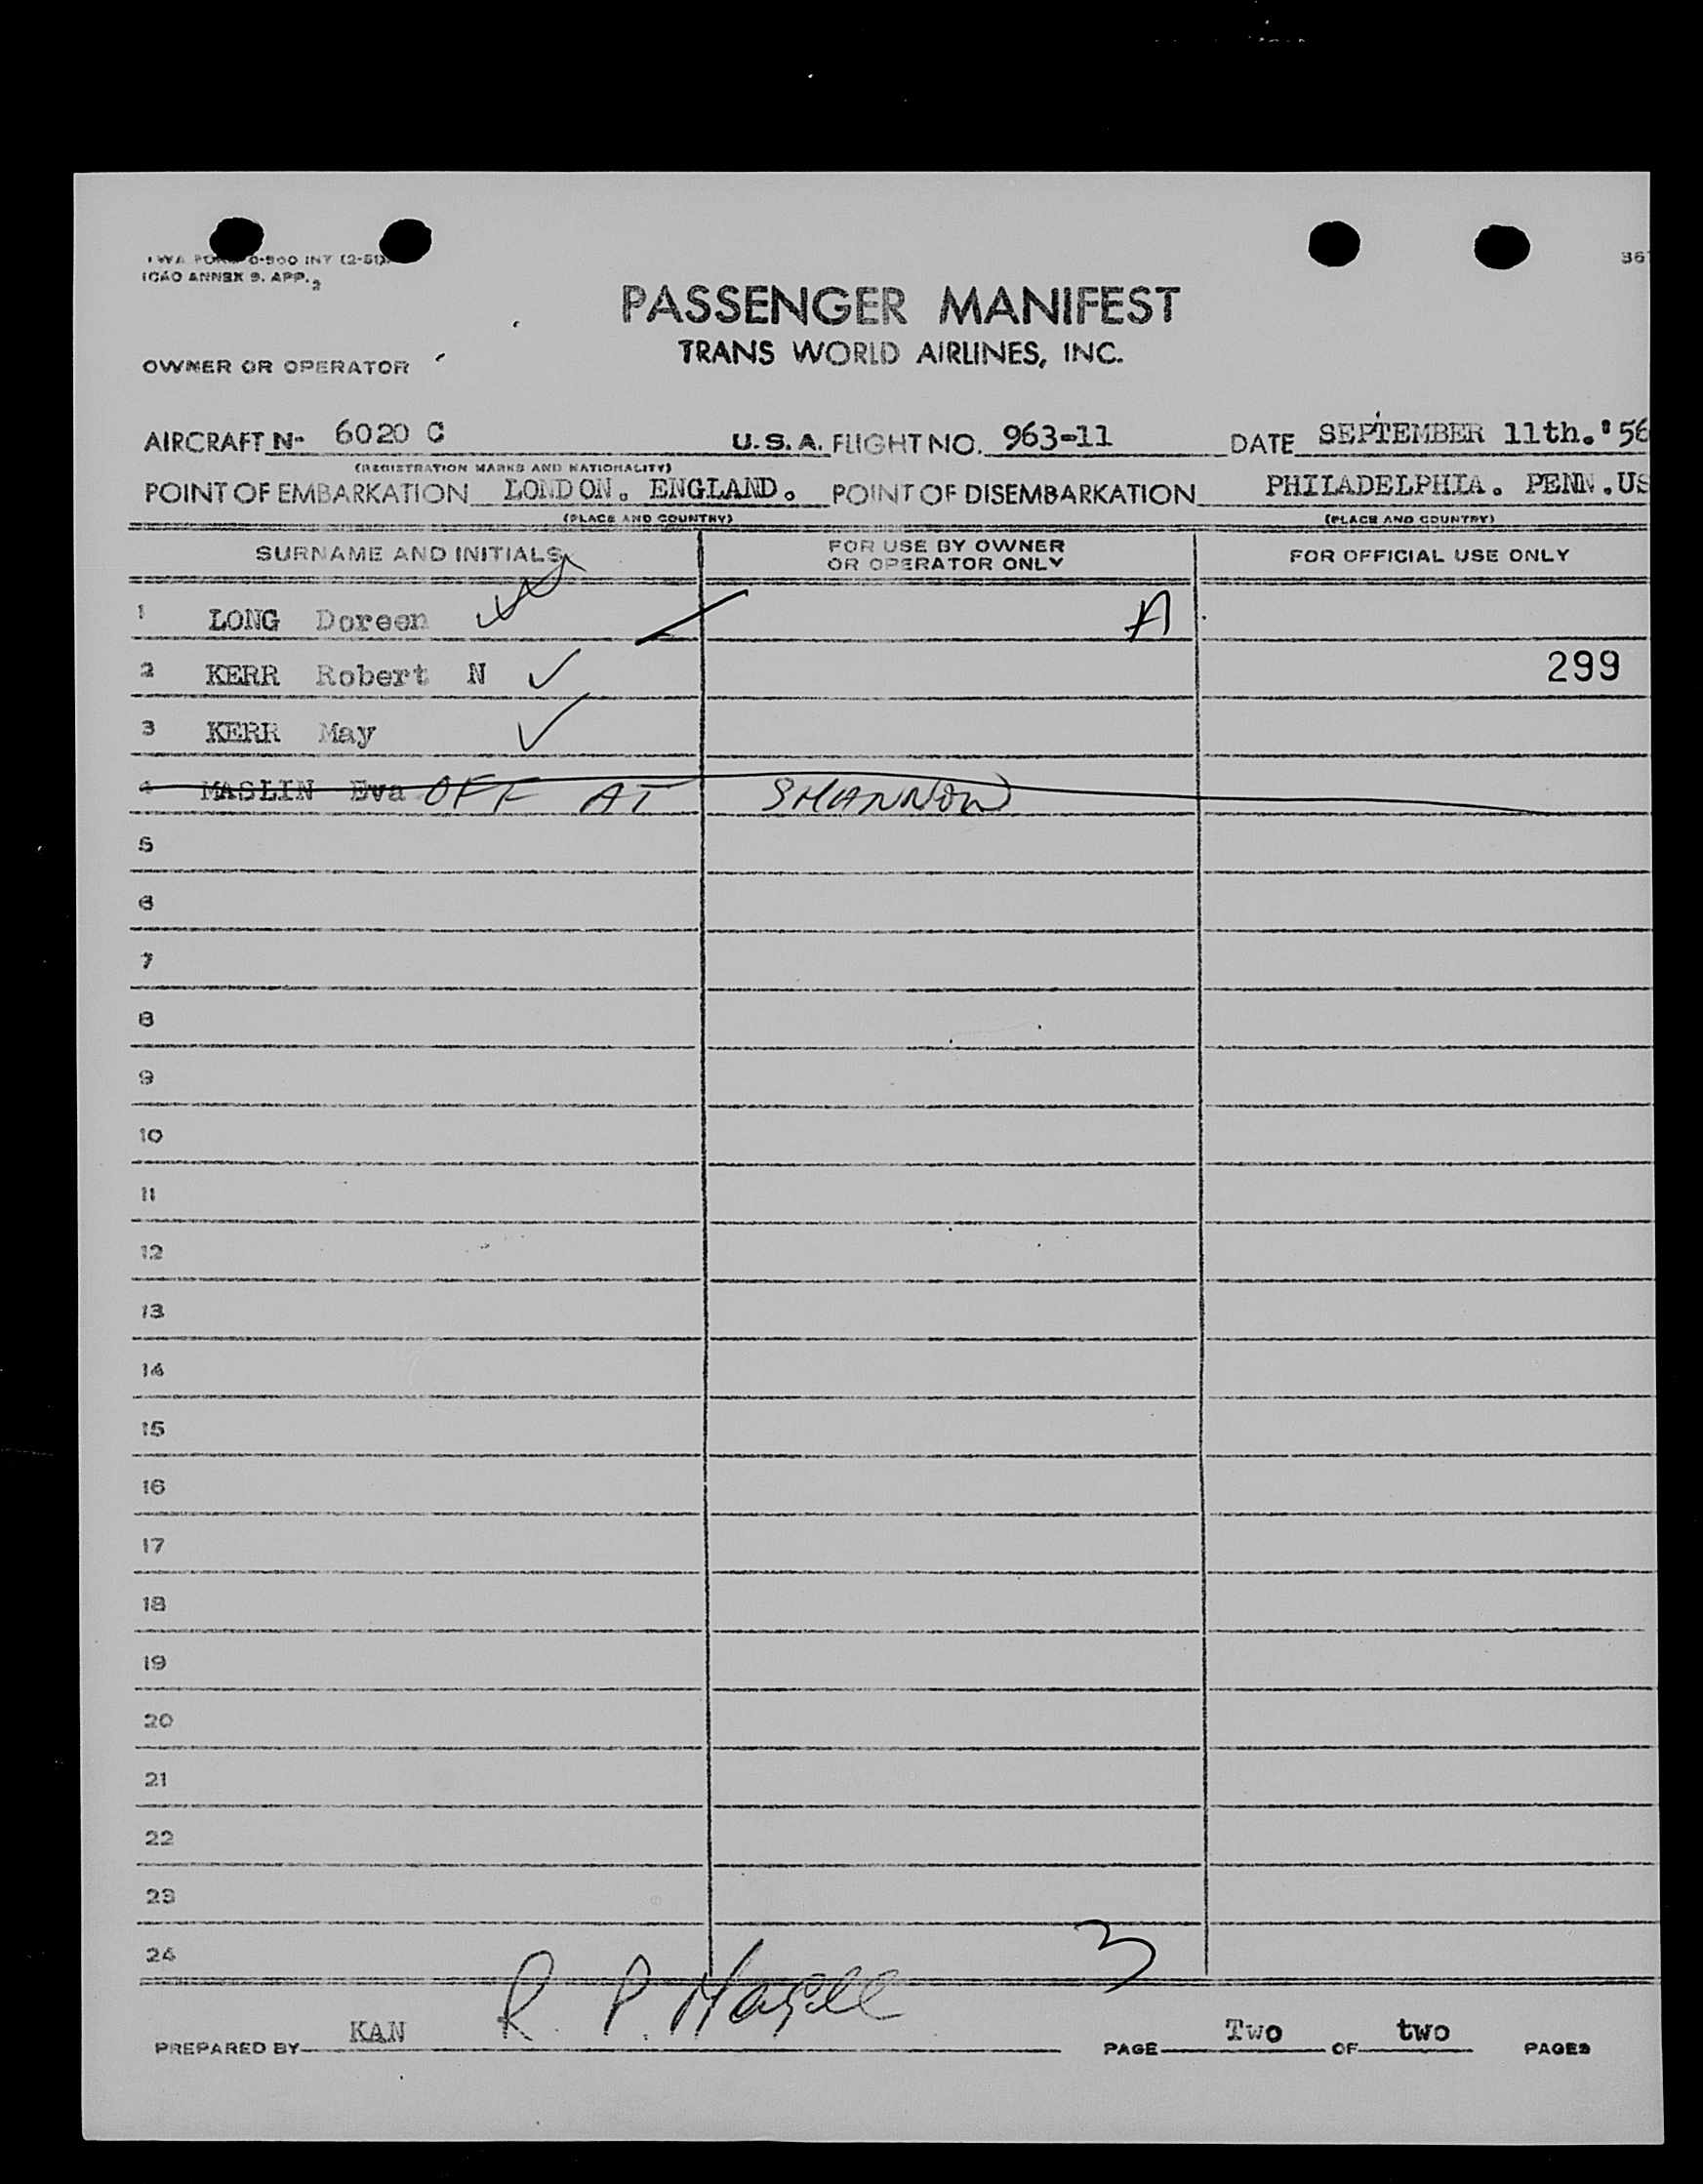 TWA FORM 0-900 INT (2-51)
ICAO ANNEX 9. APP. 2
367
PASSENGER MANIFEST
TRANS WORLD AIRLINES, INC.
OWNER OR OPERATOR
AIRCRAFT N- 6020 C U.S.A. FLIGHT NO. 963-11 DATE SEPTEMBER 11th.'56
(REGISTRATION MARKS AND NATIONALITY)
POINT OF EMBARKATION LONDON. ENGLAND. POINT OF DISEMBARKATION PHILADELPHIA. PENN.US
(PLACE AND COUNTRY) (PLACE AND COUNTRY)
SURNAME AND INITIALS FOR USE BY OWNER OR OPERATOR ONLY FOR OFFICIAL USE ONLY
1 LONG Doreen A
2 KERR Robert N 299
3 KERR May
4 MASLIN Eva OFF AT SHANNON
5
6
7
8
9
10
11
12
13
14
15
16
17
18
19
20
21
22
23
24 3
PREPARED BY KAN R. P. PAGE Two OF two PAGES